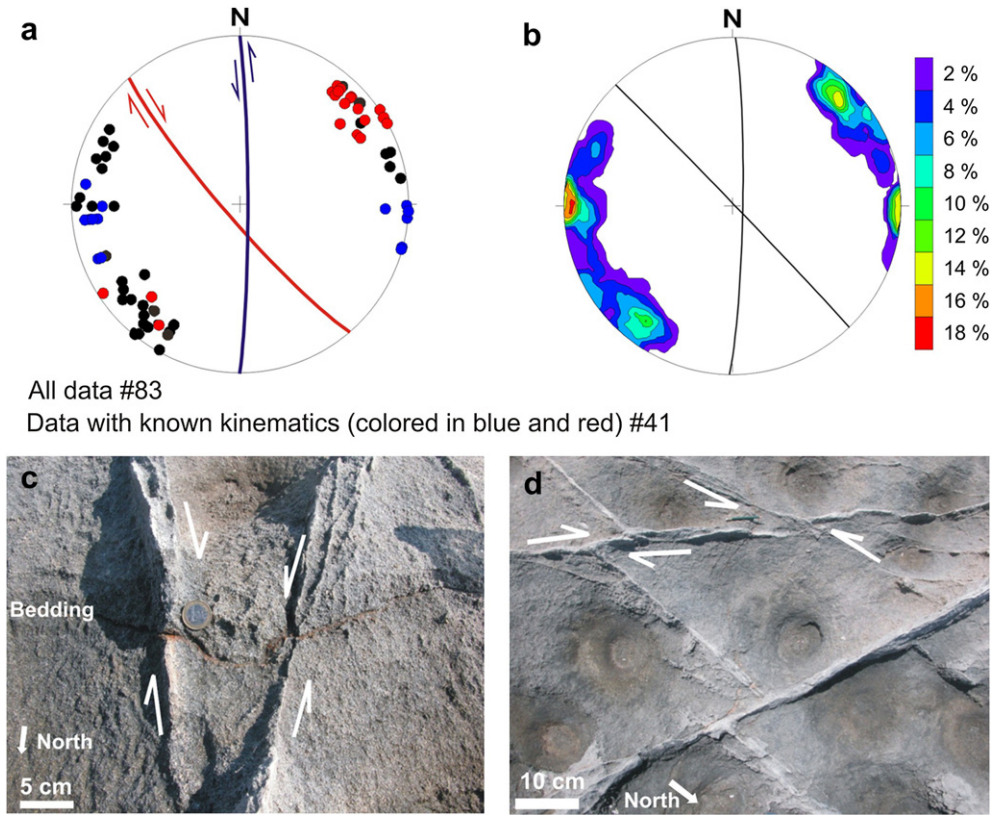 a
N
b
N
2 %
4 %
6 %
8 %
10 %
12 %
14 %
16 %
18 %
All data #83
Data with known kinematics (colored in blue and red) #41
c
Bedding
North
5 cm
d
10 cm
North